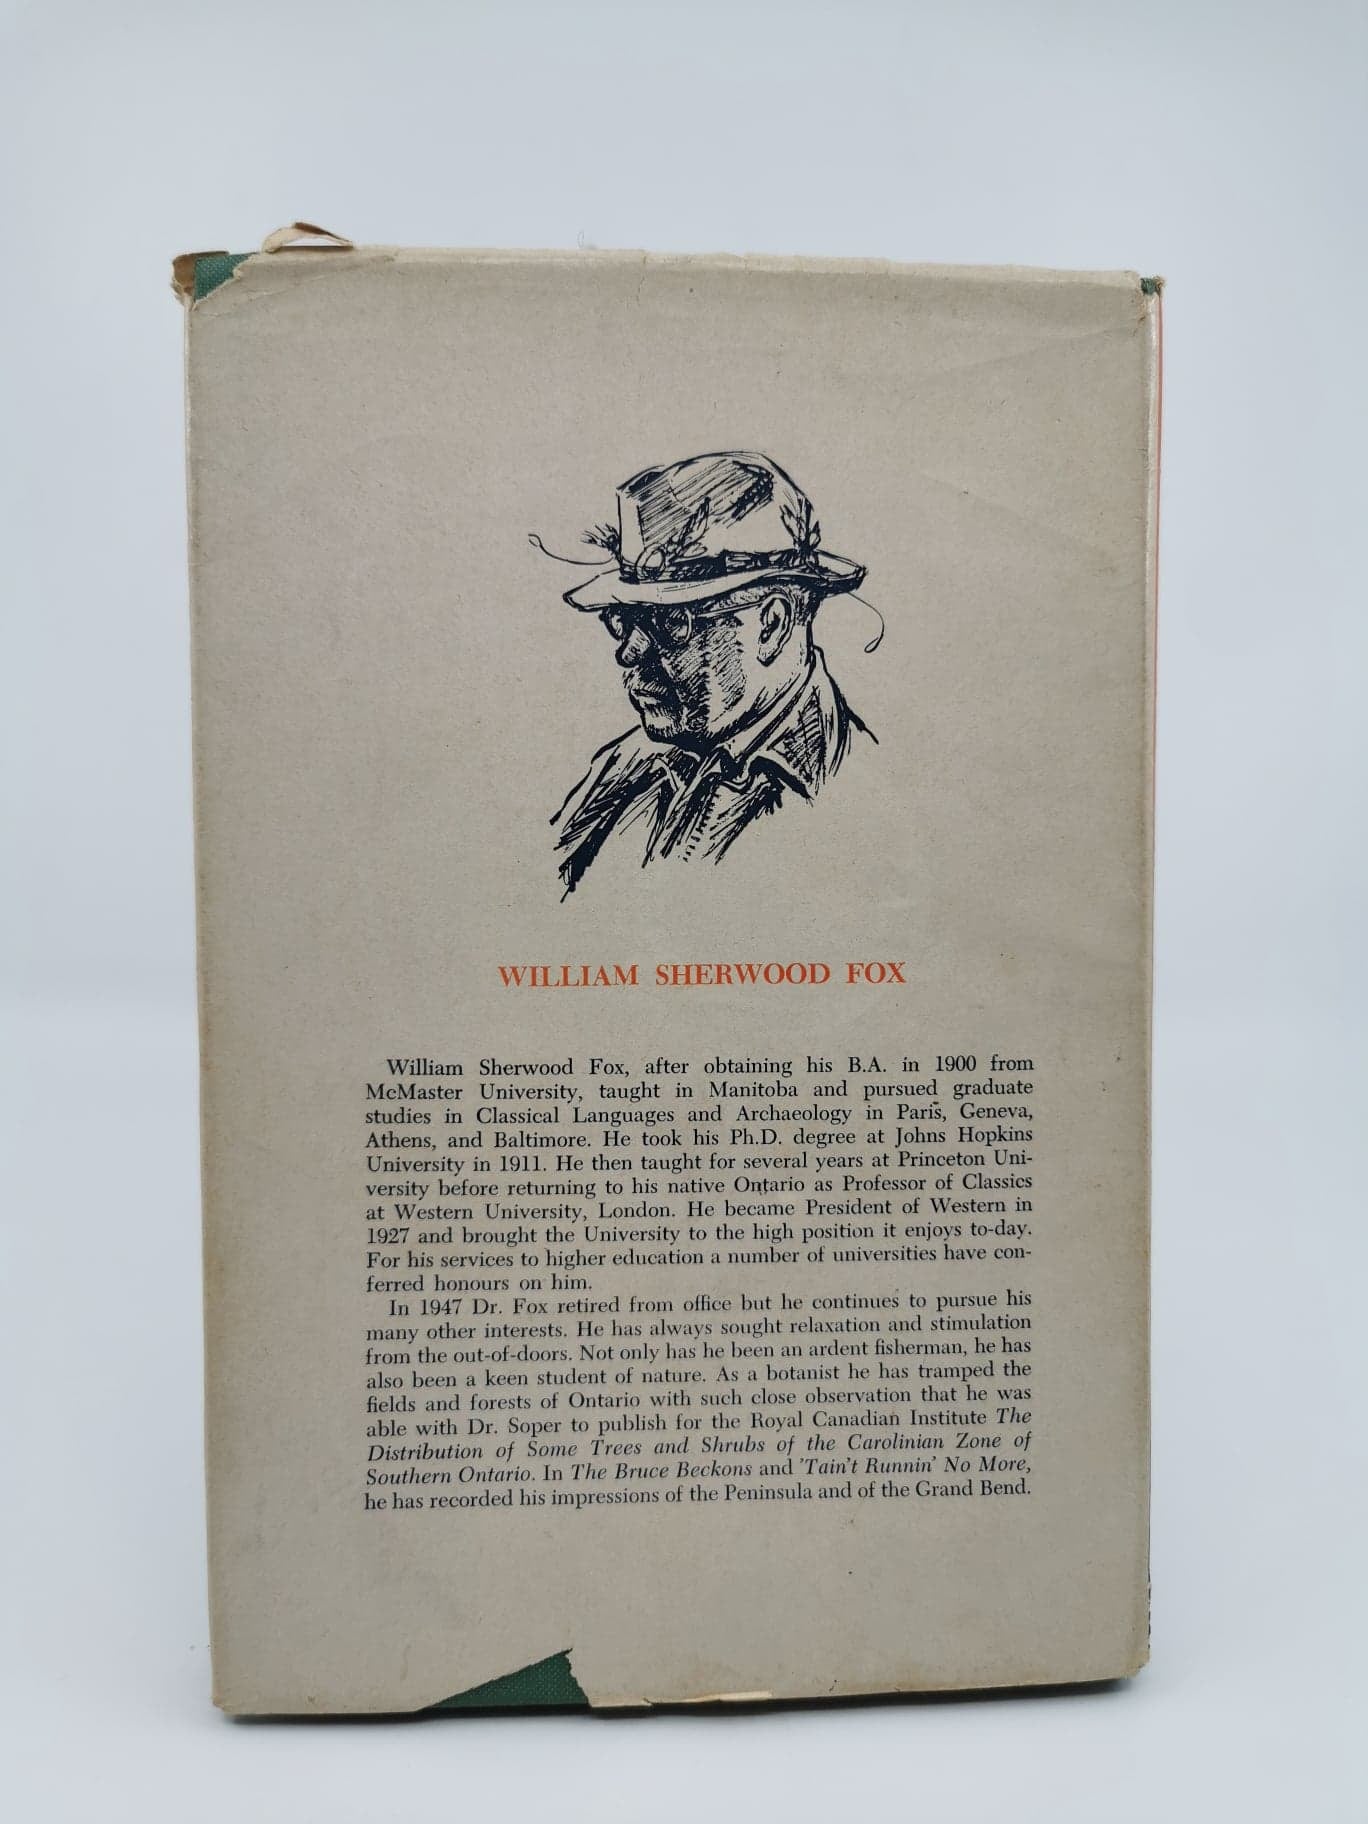 WILLIAM SHERWOOD FOX
William Sherwood Fox, after obtaining his B.A. in 1900 from
McMaster University, taught in Manitoba and pursued graduate
studies in Classical Languages and Archaeology in Paris, Geneva,
Athens, and Baltimore. He took his Ph.D. degree at Johns Hopkins
University in 1911. He then taught for several years at Princeton Uni-
versity before returning to his native Ontario as Professor of Classics
at Western University, London. He became President of Western in
1927 and brought the University to the high position it enjoys to-day.
For his services to higher education a number of universities have con-
ferred honours on him.
In 1947 Dr. Fox retired from office but he continues to pursue his
many other interests. He has always sought relaxation and stimulation
from the out-of-doors. Not only has he been an ardent fisherman, he has
also been a keen student of nature. As a botanist he has tramped the
fields and forests of Ontario with such close observation that he was
able with Dr. Soper to publish for the Royal Canadian Institute The
Distribution of Some Trees and Shrubs of the Carolinian Zone of
Southern Ontario. In The Bruce Beckons and 'Tain't Runnin' No More,
he has recorded his impressions of the Peninsula and of the Grand Bend.